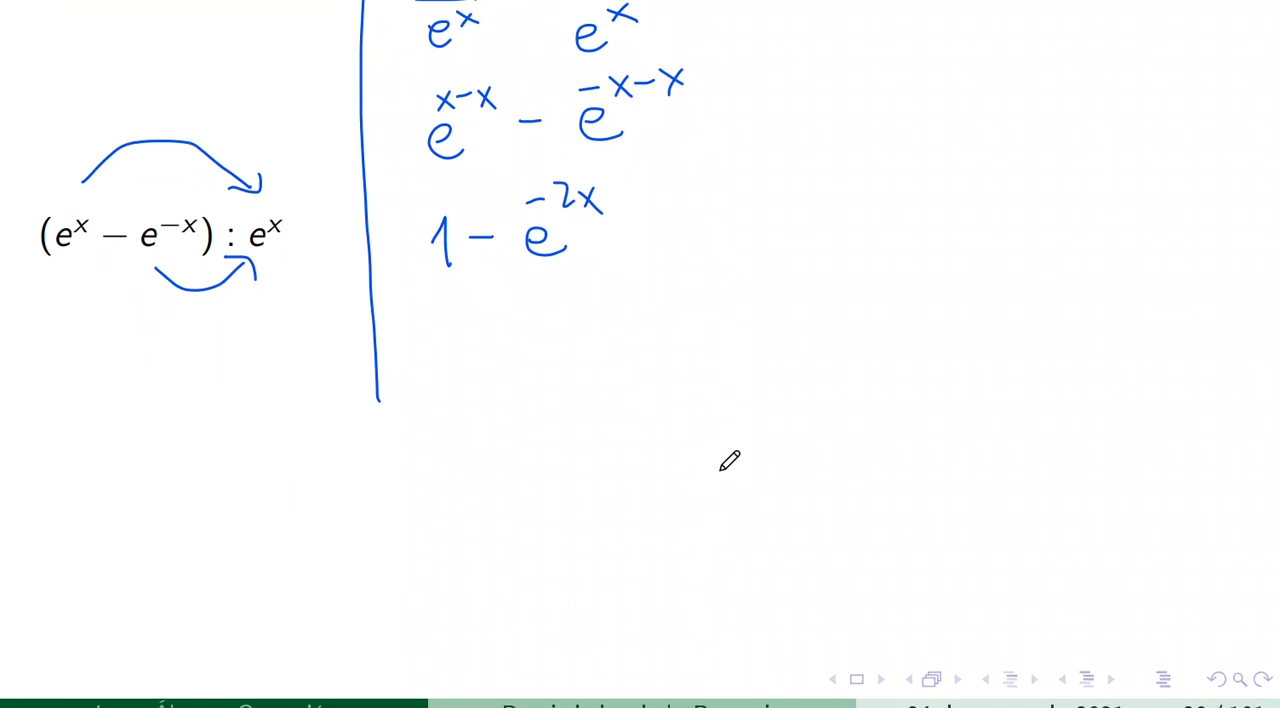 e^x e^x
e^{x-x} - e^{-x-x}
(e^x − e^{−x}) : e^x
1 - e^{-2x}